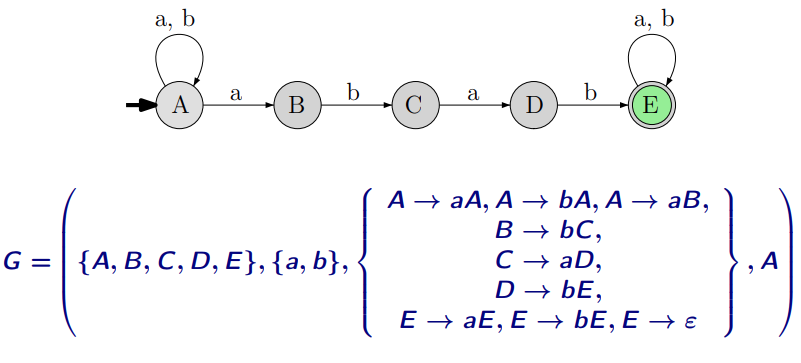 a, b a, b
A a B b C a D b E
A → aA, A → bA, A → aB,
B → bC,
G = ( {A, B, C, D, E}, {a, b}, { C → aD, } , A )
D → bE,
E → aE, E → bE, E → ε